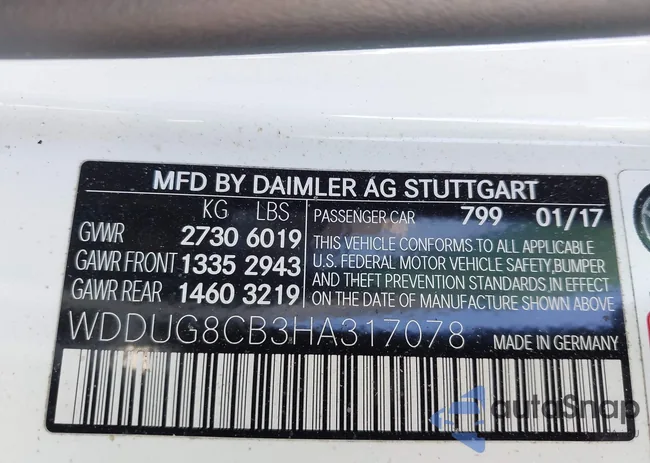 MFD BY DAIMLER AG STUTTGART
KG LBS
GVWR 2730 6019
GAWR FRONT 1335 2943
GAWR REAR 1460 3219
PASSENGER CAR 799 01/17
THIS VEHICLE CONFORMS TO ALL APPLICABLE
U.S. FEDERAL MOTOR VEHICLE SAFETY,BUMPER
AND THEFT PREVENTION STANDARDS,IN EFFECT
ON THE DATE OF MANUFACTURE SHOWN ABOVE.
WDDUG8CB3HA317078 MADE IN GERMANY
autoSnap